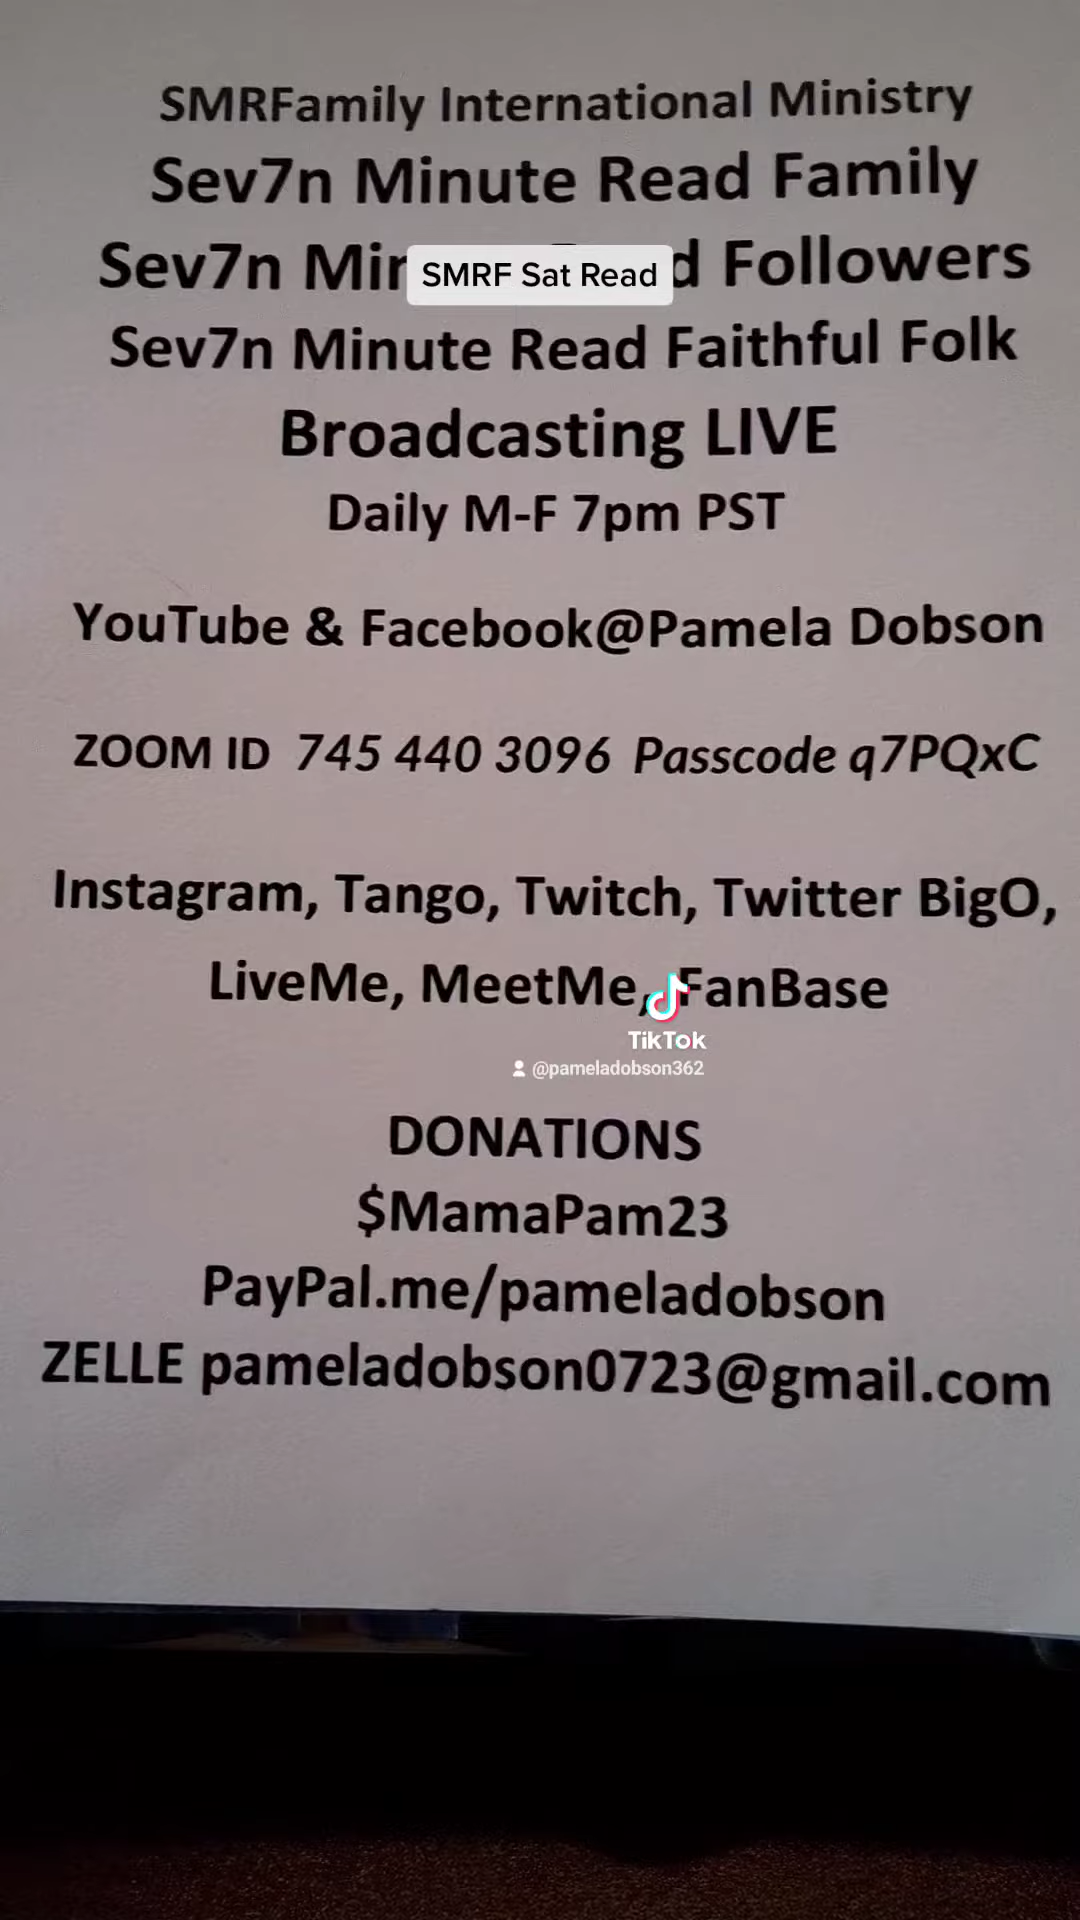 SMRFamily International Ministry
Sev7n Minute Read Family
Sev7n Read Followers
SMRF Sat Read
Sev7n Minute Read Faithful Folk
Broadcasting LIVE
Daily M-F 7pm PST
YouTube & Facebook@Pamela Dobson
ZOOM ID 745 440 3096 Passcode q7PQxC
Instagram, Tango, Twitch, Twitter BigO,
LiveMe, MeetMe, FanBase
TikTok
@pameladobson362
DONATIONS
$MamaPam23
PayPal.me/pameladobson
ZELLE pameladobson0723@gmail.com